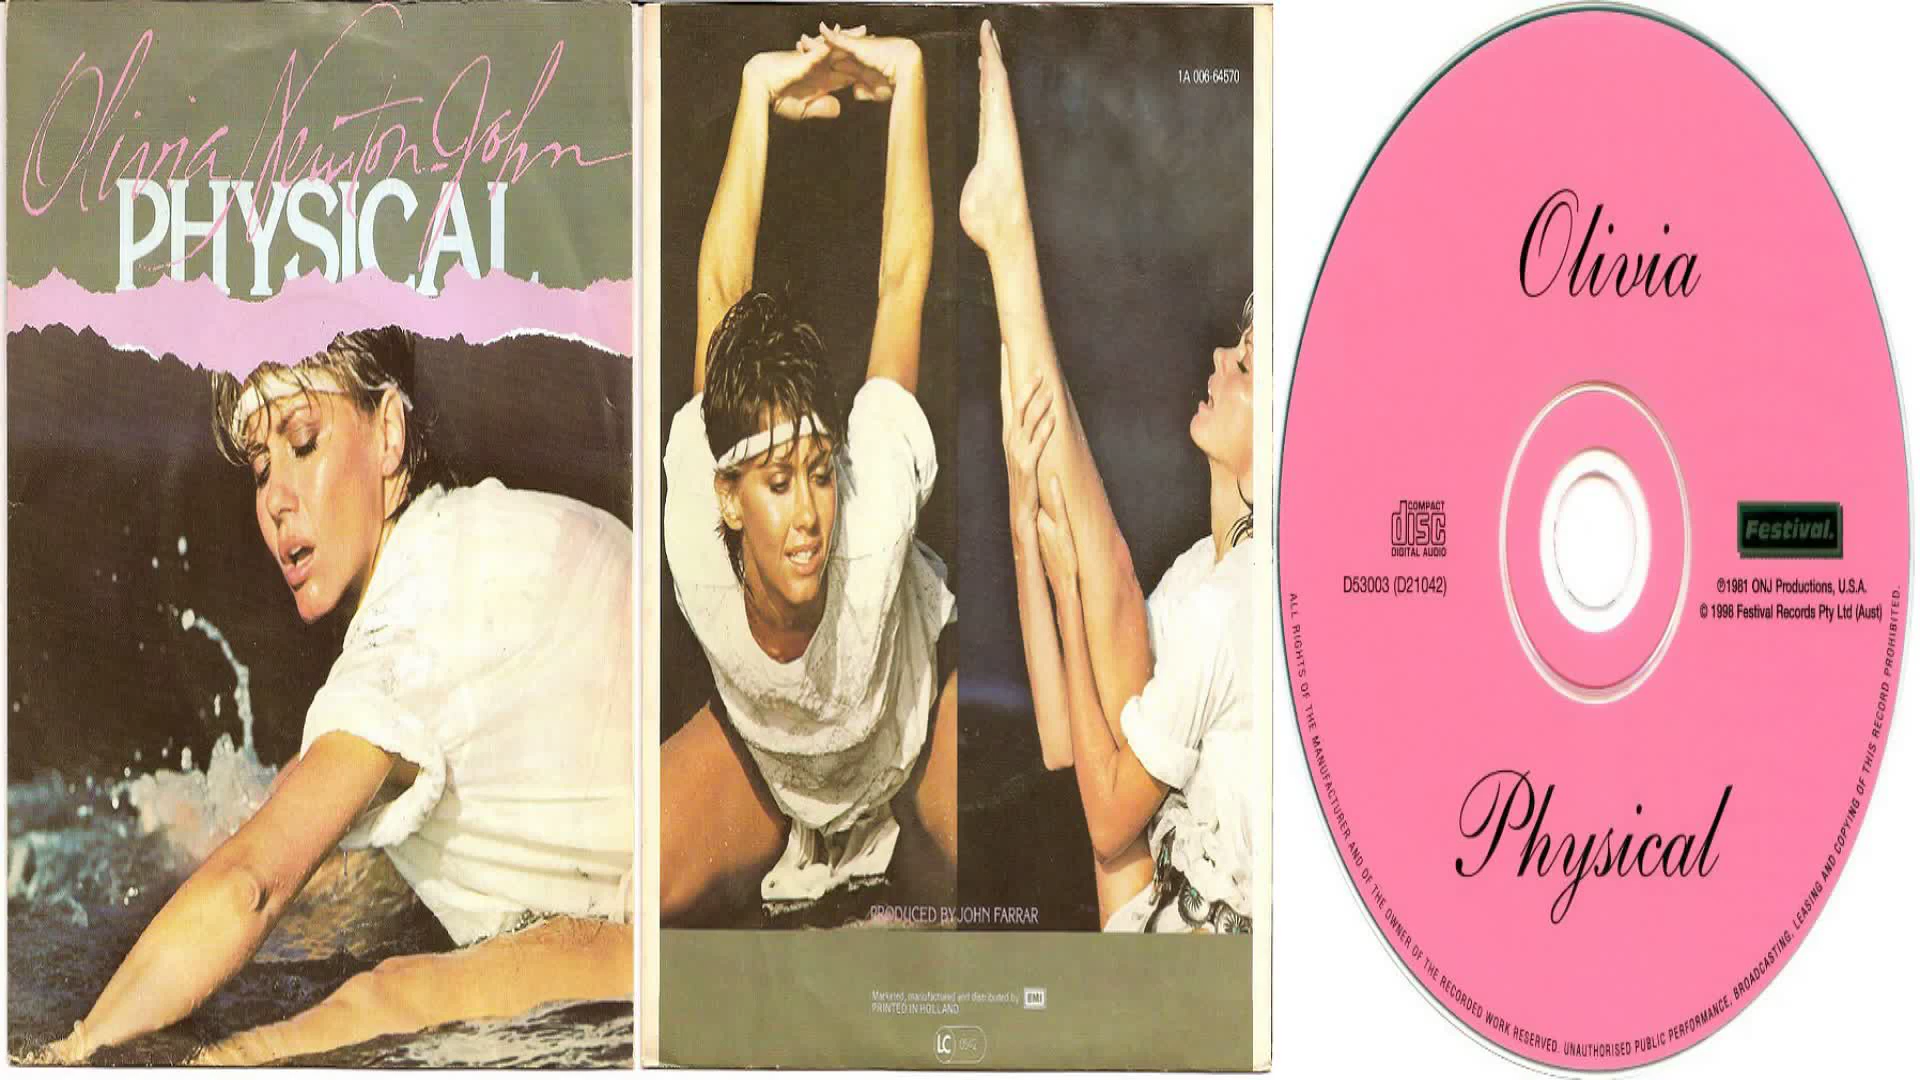 Olivia Newton-John
PHYSICAL
1A 006-64570
PRODUCED BY JOHN FARRAR
Marketed, manufactured and distributed by EMI
PRINTED IN HOLLAND
LC 0542
Olivia
COMPACT
disc
DIGITAL AUDIO
D53003 (D21042)
Festival.
℗1981 ONJ Productions, U.S.A.
© 1998 Festival Records Pty Ltd (Aust)
Physical
ALL RIGHTS OF THE MANUFACTURER AND OF THE OWNER OF THE RECORDED WORK RESERVED. UNAUTHORISED PUBLIC PERFORMANCE, BROADCASTING, LEASING AND COPYING OF THIS RECORD PROHIBITED.